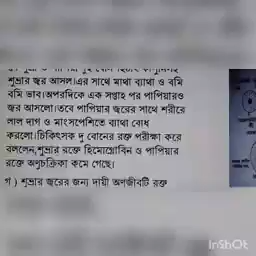 শুভ্রার জ্বর আসল।এর সাথে মাথা ব্যাথা ও বমি
বমি ভাব।অপরদিকে এক সপ্তাহ পর পাপিয়ারও
জ্বর আসলো।তবে পাপিয়ার জ্বরের সাথে শরীরে
লাল দাগ ও মাংসপেশিতে ব্যাথা বোধ
করলো।চিকিৎসক দু বোনের রক্ত পরীক্ষা করে
বললেন,শুভ্রার রক্তে হিমোগ্লোবিন ও পাপিয়ার
রক্তে অণুচক্রিকা কমে গেছে।
গ) শুভ্রার জ্বরের জন্য দায়ী অণজীবটি রক্ত
InShOt